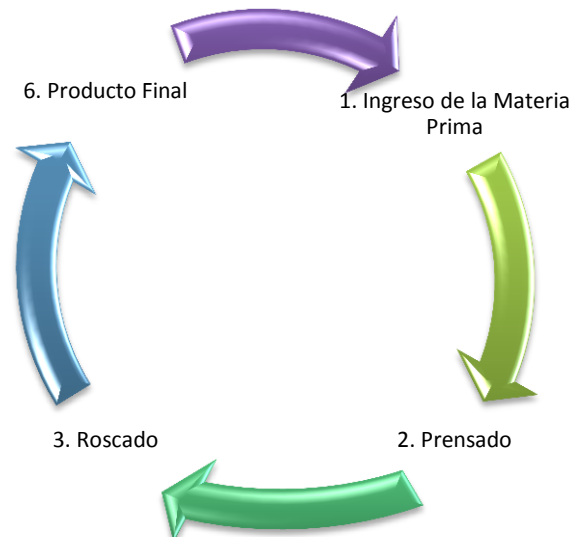 6. Producto Final
1. Ingreso de la Materia
Prima
3. Roscado
2. Prensado